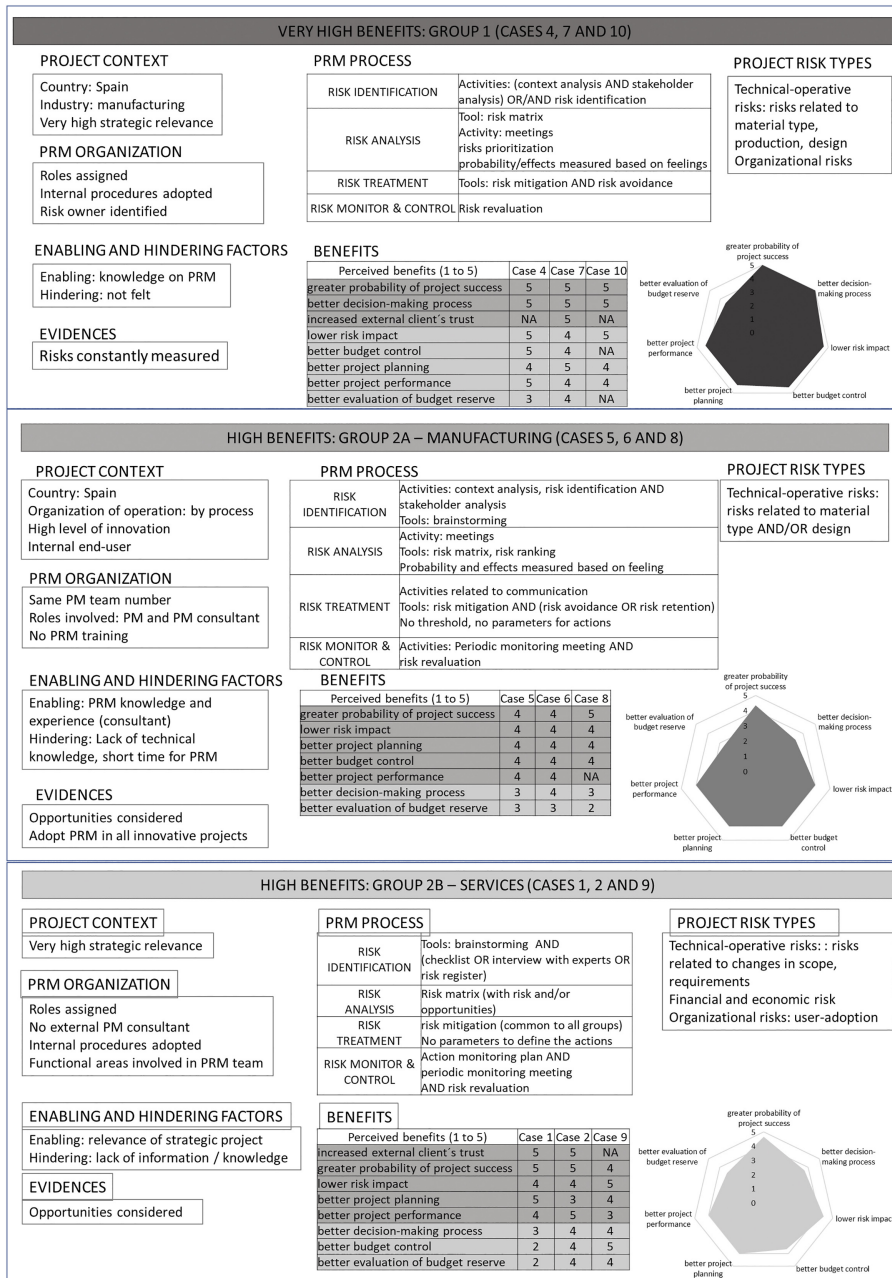 VERY HIGH BENEFITS: GROUP 1 (CASES 4, 7 AND 10)
PROJECT CONTEXT
Country: Spain
Industry: manufacturing
Very high strategic relevance
PRM ORGANIZATION
Roles assigned
Internal procedures adopted
Risk owner identified
PRM PROCESS
RISK IDENTIFICATION
Activities: (context analysis AND stakeholder
analysis) OR/AND risk identification
RISK ANALYSIS
Tool: risk matrix
Activity: meetings
risks prioritization
probability/effects measured based on feelings
RISK TREATMENT
Tools: risk mitigation AND risk avoidance
RISK MONITOR & CONTROL
Risk revaluation
PROJECT RISK TYPES
Technical-operative
risks: risks related to
material type,
production, design
Organizational risks
ENABLING AND HINDERING FACTORS
Enabling: knowledge on PRM
Hindering: not felt
EVIDENCES
Risks constantly measured
BENEFITS
Perceived benefits (1 to 5) Case 4 Case 7 Case 10
greater probability of project success 5 5 5
better decision-making process 5 5 5
increased external client´s trust NA 5 NA
lower risk impact 5 4 5
better budget control 5 4 NA
better project planning 4 5 4
better project performance 5 4 4
better evaluation of budget reserve 3 4 NA
greater probability of
project success
better decision-
making process
lower risk impact
better budget control
better project
planning
better project
performance
better evaluation of
budget reserve
5
4
3
2
1
0
HIGH BENEFITS: GROUP 2A – MANUFACTURING (CASES 5, 6 AND 8)
PROJECT CONTEXT
Country: Spain
Organization of operation: by process
High level of innovation
Internal end-user
PRM ORGANIZATION
Same PM team number
Roles involved: PM and PM consultant
No PRM training
PRM PROCESS
RISK
IDENTIFICATION
Activities: context analysis, risk identification AND
stakeholder analysis
Tools: brainstorming
RISK ANALYSIS
Activity: meetings
Tools: risk matrix, risk ranking
Probability and effects measured based on feeling
RISK TREATMENT
Activities related to communication
Tools: risk mitigation AND (risk avoidance OR risk retention)
No threshold, no parameters for actions
RISK MONITOR &
CONTROL
Activities: Periodic monitoring meeting AND
risk revaluation
PROJECT RISK TYPES
Technical-operative risks:
risks related to material
type AND/OR design
ENABLING AND HINDERING FACTORS
Enabling: PRM knowledge and
experience (consultant)
Hindering: Lack of technical
knowledge, short time for PRM
EVIDENCES
Opportunities considered
Adopt PRM in all innovative projects
BENEFITS
Perceived benefits (1 to 5) Case 5 Case 6 Case 8
greater probability of project success 4 4 5
lower risk impact 4 4 4
better project planning 4 4 4
better budget control 4 4 4
better project performance 4 4 NA
better decision-making process 3 4 3
better evaluation of budget reserve 3 3 2
greater probability
of project success
better decision-
making process
lower risk impact
better budget
control
better project
planning
better project
performance
better evaluation of
budget reserve
5
4
3
2
1
0
HIGH BENEFITS: GROUP 2B – SERVICES (CASES 1, 2 AND 9)
PROJECT CONTEXT
Very high strategic relevance
PRM ORGANIZATION
Roles assigned
No external PM consultant
Internal procedures adopted
Functional areas involved in PRM team
PRM PROCESS
RISK
IDENTIFICATION
Tools: brainstorming AND
(checklist OR interview with experts OR
risk register)
RISK
ANALYSIS
Risk matrix (with risk and/or
opportunities)
RISK
TREATMENT
risk mitigation (common to all groups)
No parameters to define the actions
RISK MONITOR &
CONTROL
Action monitoring plan AND
periodic monitoring meeting
AND risk revaluation
PROJECT RISK TYPES
Technical-operative risks: : risks
related to changes in scope,
requirements
Financial and economic risk
Organizational risks: user-adoption
ENABLING AND HINDERING FACTORS
Enabling: relevance of strategic project
Hindering: lack of information / knowledge
EVIDENCES
Opportunities considered
BENEFITS
Perceived benefits (1 to 5) Case 1 Case 2 Case 9
increased external client´s trust 5 5 NA
greater probability of project success 5 5 4
lower risk impact 4 4 5
better project planning 5 3 4
better project performance 4 5 3
better decision-making process 3 4 4
better budget control 2 4 5
better evaluation of budget reserve 2 4 4
greater probability of
project success
better decision-
making process
lower risk impac
better budget control
better project
planning
better project
performance
better evaluation of
budget reserve
5
4
3
2
1
0